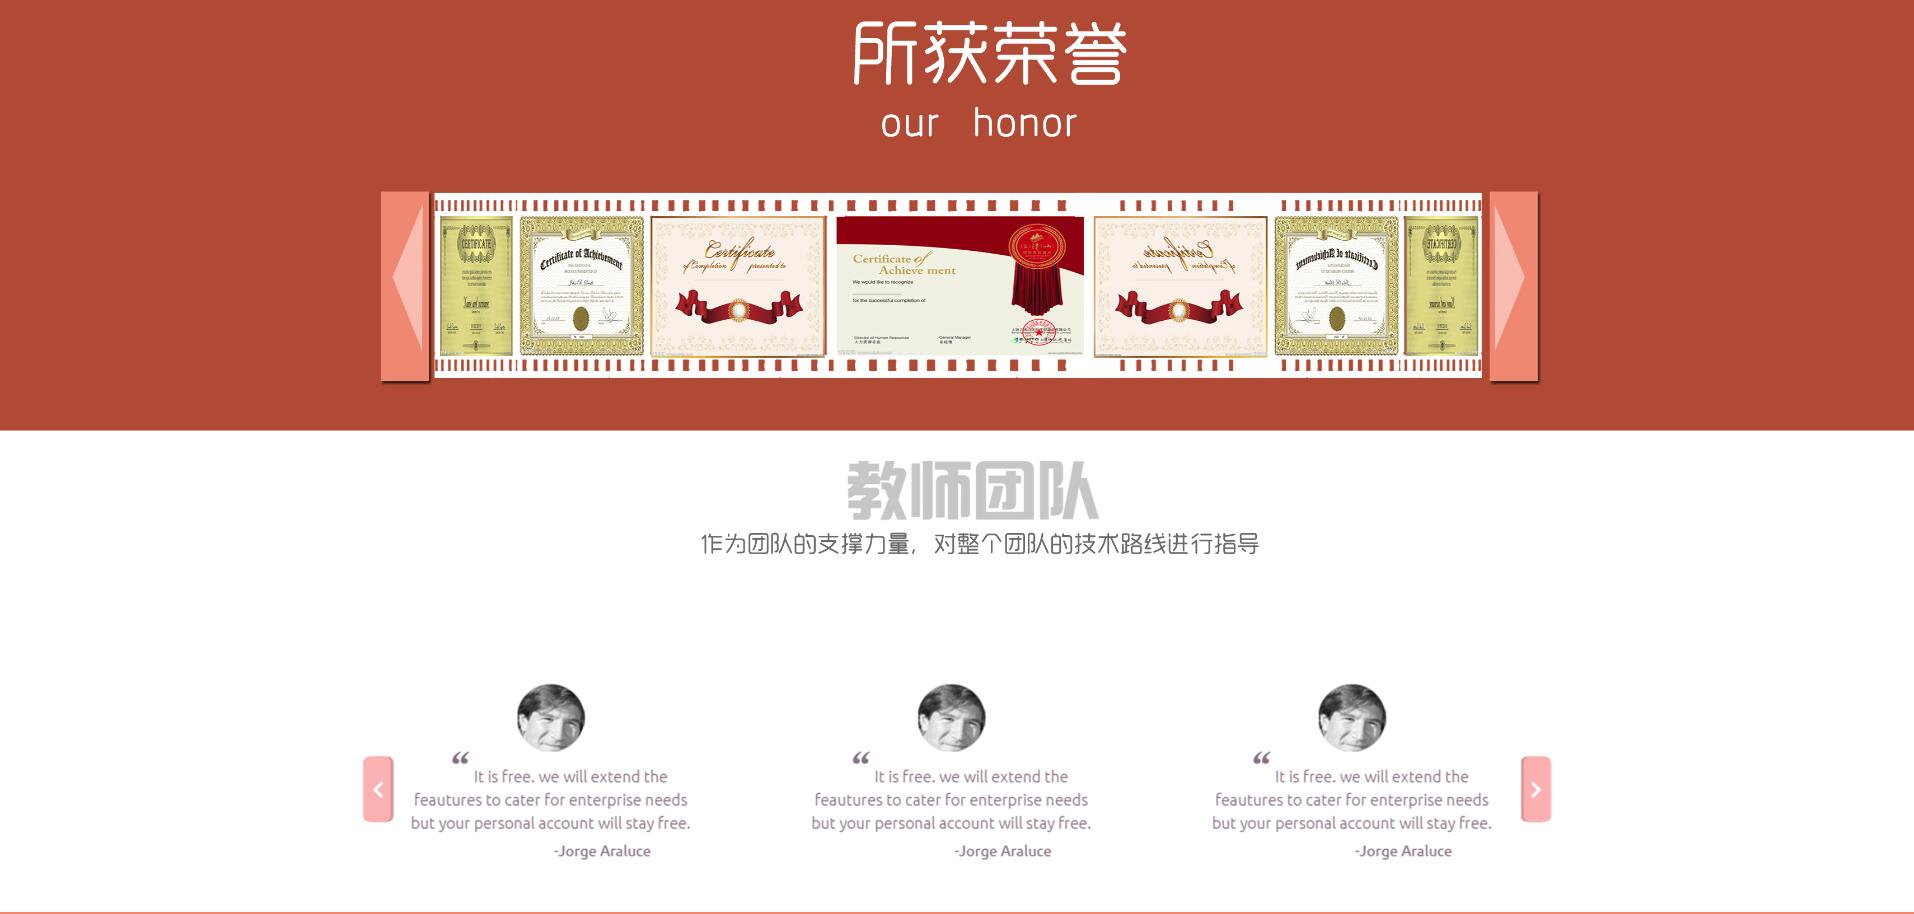 所获荣誉
our honor
CERTIFICATE
Certificate of Achievement
Certificate
of Completion presented to
Certificate of
Achieve ment
We would like to recognize
for the successful completion of
Director of Human Resources
General Manager
Certificate
of Completion presented to
Certificate of Achievement
CERTIFICATE
教师团队
作为团队的支撑力量，对整个团队的技术路线进行指导
“ It is free. we will extend the
feautures to cater for enterprise needs
but your personal account will stay free.
-Jorge Araluce
“ It is free. we will extend the
feautures to cater for enterprise needs
but your personal account will stay free.
-Jorge Araluce
“ It is free. we will extend the
feautures to cater for enterprise needs
but your personal account will stay free.
-Jorge Araluce